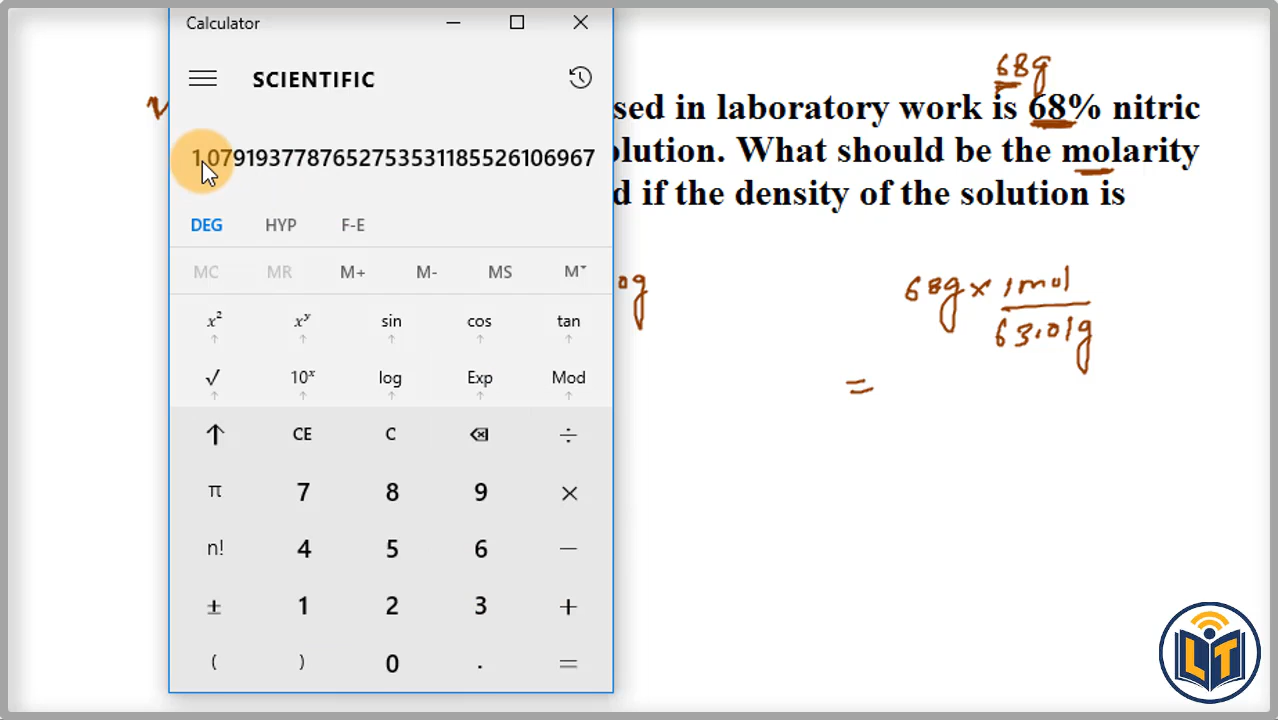 Calculator
SCIENTIFIC
1.0791937787652753531185526106967
DEG HYP F-E
MC MR M+ M- MS M˅
x² xʸ sin cos tan
√ 10ˣ log Exp Mod
↑ CE C ÷
π 7 8 9 ×
n! 4 5 6 −
± 1 2 3 +
( ) 0 . =
68g
sed in laboratory work is 68% nitric
olution. What should be the molarity
d if the density of the solution is
0g
68g × 1mol
63.01g
=
LT